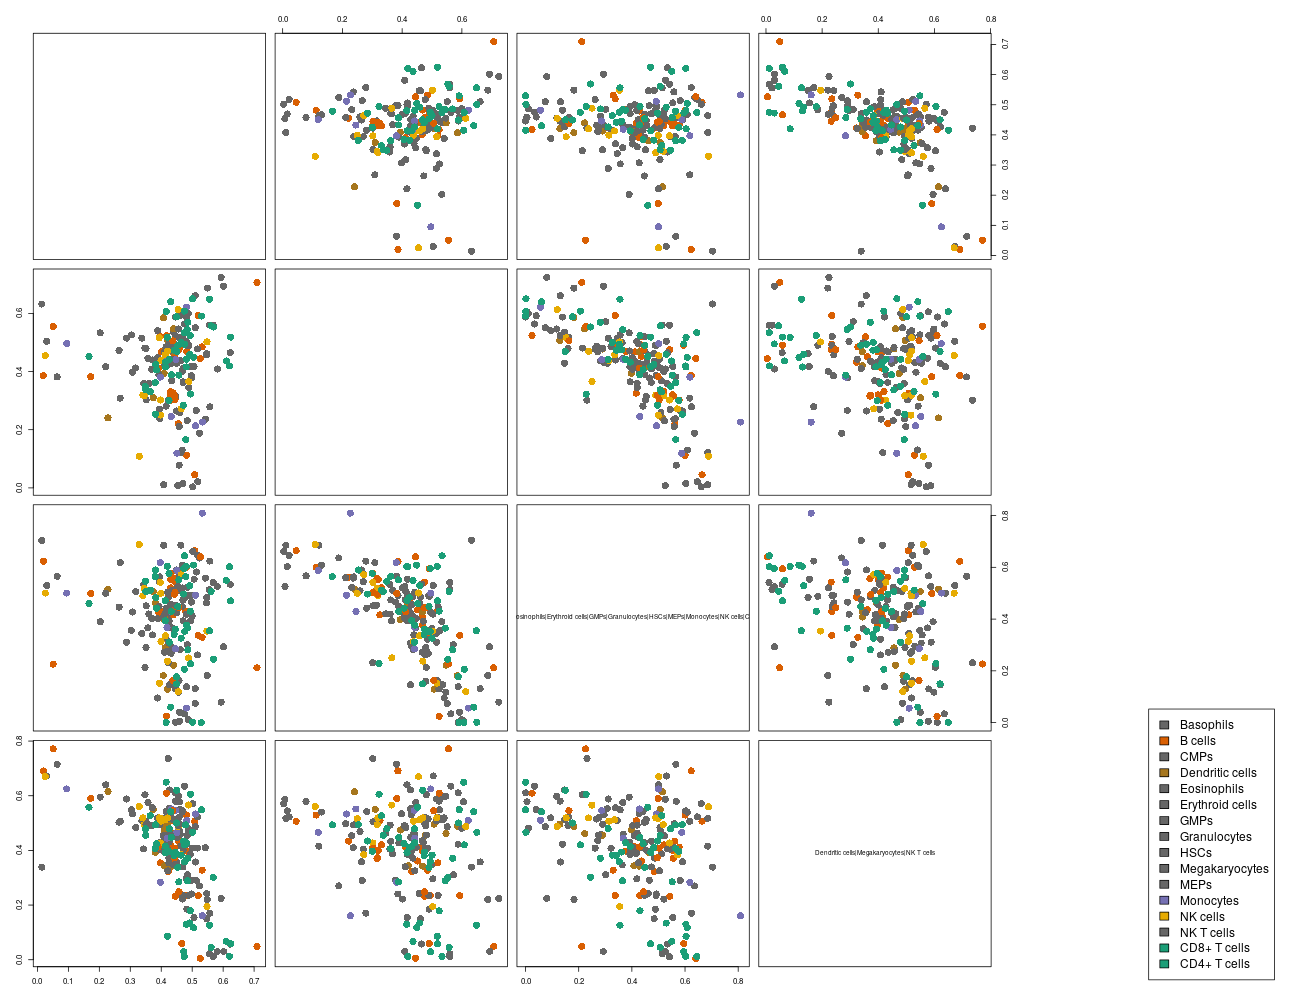 0.0 0.2 0.4 0.6
0.0 0.2 0.4 0.6 0.8
0.0 0.1 0.2 0.3 0.4 0.5 0.6 0.7
0.0 0.2 0.4 0.6
osinophils|Erythroid cells|GMPs|Granulocytes|HSCs|MEPs|Monocytes|NK cells|C
0.0 0.2 0.4 0.6 0.8
0.0 0.2 0.4 0.6 0.8
Dendritic cells|Megakaryocytes|NK T cells
0.0 0.1 0.2 0.3 0.4 0.5 0.6 0.7
0.0 0.2 0.4 0.6 0.8
Basophils
B cells
CMPs
Dendritic cells
Eosinophils
Erythroid cells
GMPs
Granulocytes
HSCs
Megakaryocytes
MEPs
Monocytes
NK cells
NK T cells
CD8+ T cells
CD4+ T cells